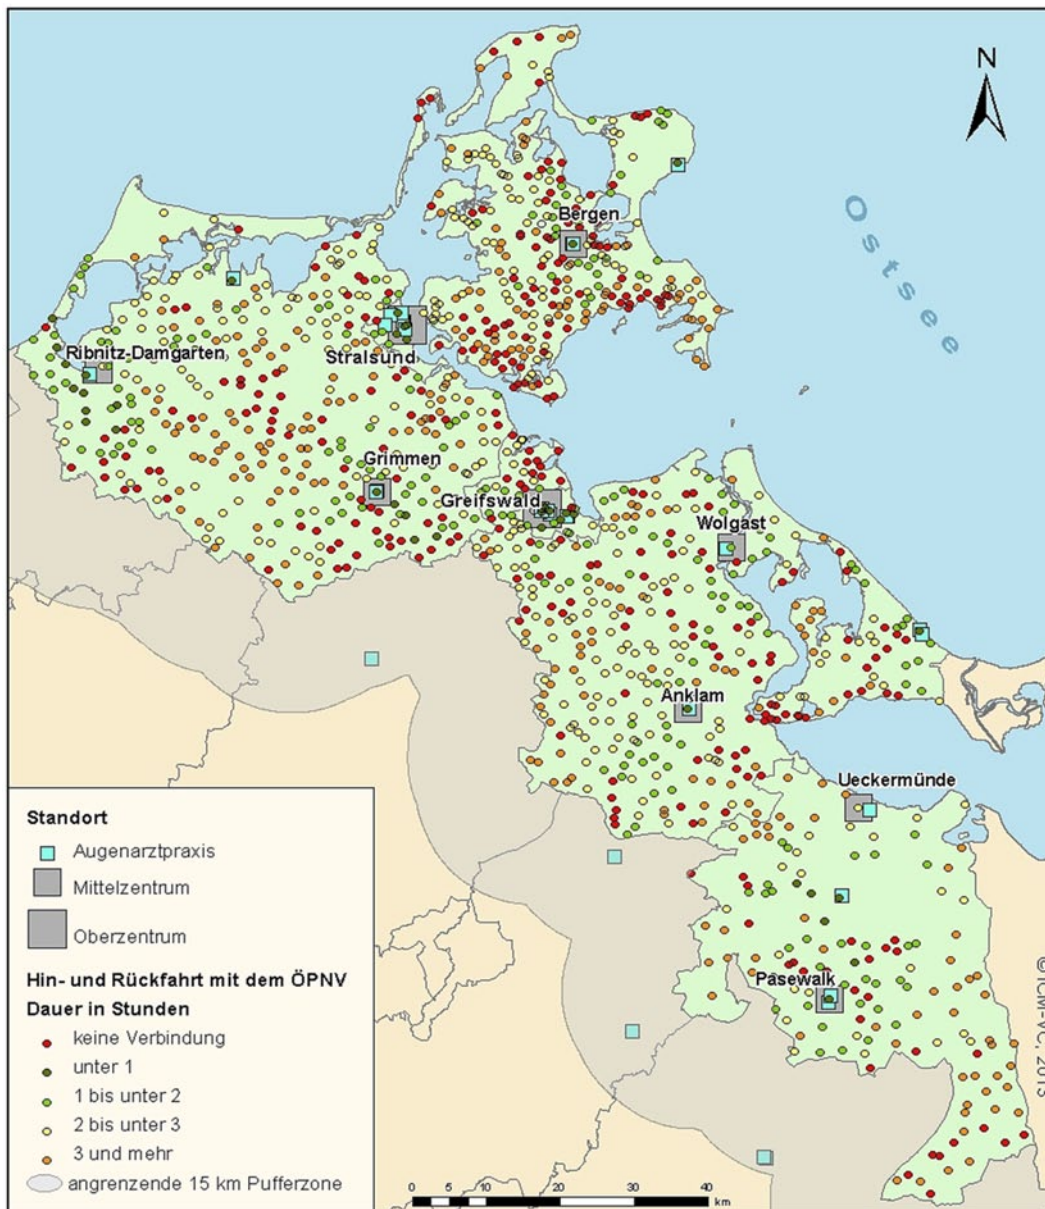 N
Ostsee
Bergen
Stralsund
Ribnitz-Damgarten
Grimmen
Greifswald
Wolgast
Anklam
Ueckermünde
Pasewalk
© ICM-VC, 2013
Standort
Augenarztpraxis
Mittelzentrum
Oberzentrum
Hin- und Rückfahrt mit dem ÖPNV
Dauer in Stunden
keine Verbindung
unter 1
1 bis unter 2
2 bis unter 3
3 und mehr
angrenzende 15 km Pufferzone
0 5 10 20 30 40
km